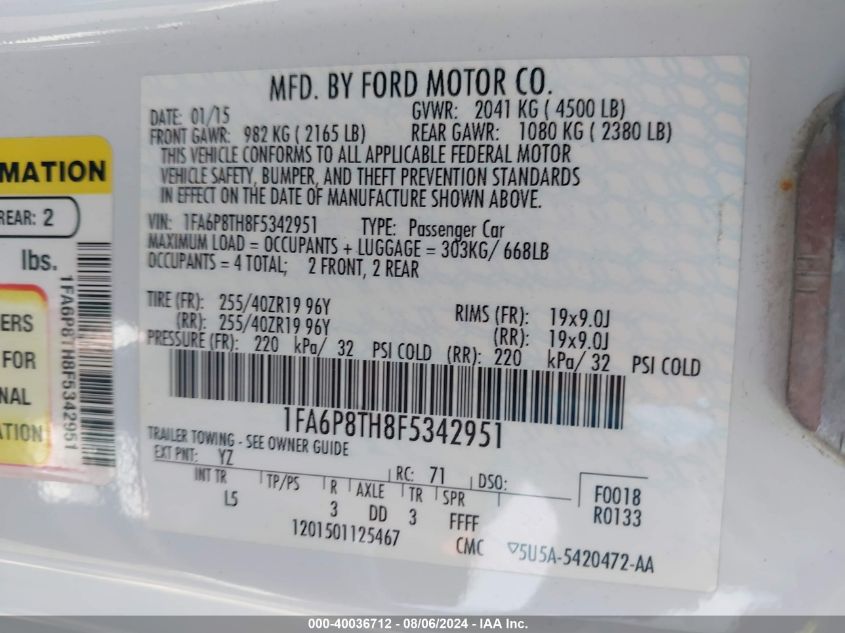 MFD. BY FORD MOTOR CO.
DATE: 01/15 GVWR: 2041 KG ( 4500 LB)
FRONT GAWR: 982 KG ( 2165 LB) REAR GAWR: 1080 KG ( 2380 LB)
THIS VEHICLE CONFORMS TO ALL APPLICABLE FEDERAL MOTOR
VEHICLE SAFETY, BUMPER, AND THEFT PREVENTION STANDARDS
IN EFFECT ON THE DATE OF MANUFACTURE SHOWN ABOVE.
VIN: 1FA6P8TH8F5342951 TYPE: Passenger Car
MAXIMUM LOAD = OCCUPANTS + LUGGAGE = 303KG/ 668LB
OCCUPANTS = 4 TOTAL; 2 FRONT, 2 REAR
TIRE (FR): 255/40ZR19 96Y RIMS (FR): 19x9.0J
(RR): 255/40ZR19 96Y (RR): 19x9.0J
PRESSURE (FR): 220 kPa/ 32 PSI COLD (RR): 220 kPa/ 32 PSI COLD
1FA6P8TH8F5342951
TRAILER TOWING - SEE OWNER GUIDE
EXT PNT: YZ RC: 71 DSO:
INT TR TP/PS R AXLE TR SPR F0018
L5 3 DD 3 FFFF R0133
1201501125467 CMC ▽5U5A-5420472-AA
MATION
REAR: 2
lbs.
1FA6P8TH8F5342951
ERS
FOR
NAL
ATION
000-40036712 - 08/06/2024 - IAA Inc.